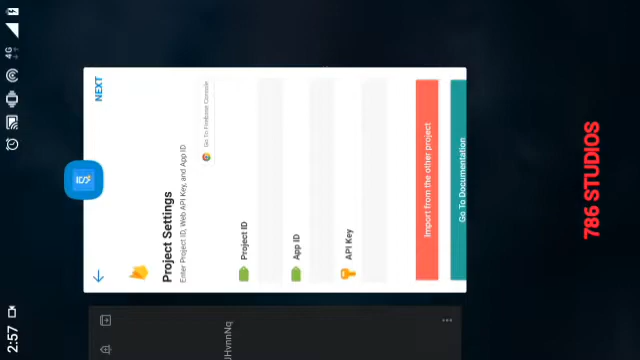 2:57
4G
NEXT
Project Settings
Enter Project ID, Web API Key, and App ID
Go To Firebase Console
Project ID
App ID
API Key
Import from the other project
Go To Documentation
JHvnnNq
786 STUDIOS